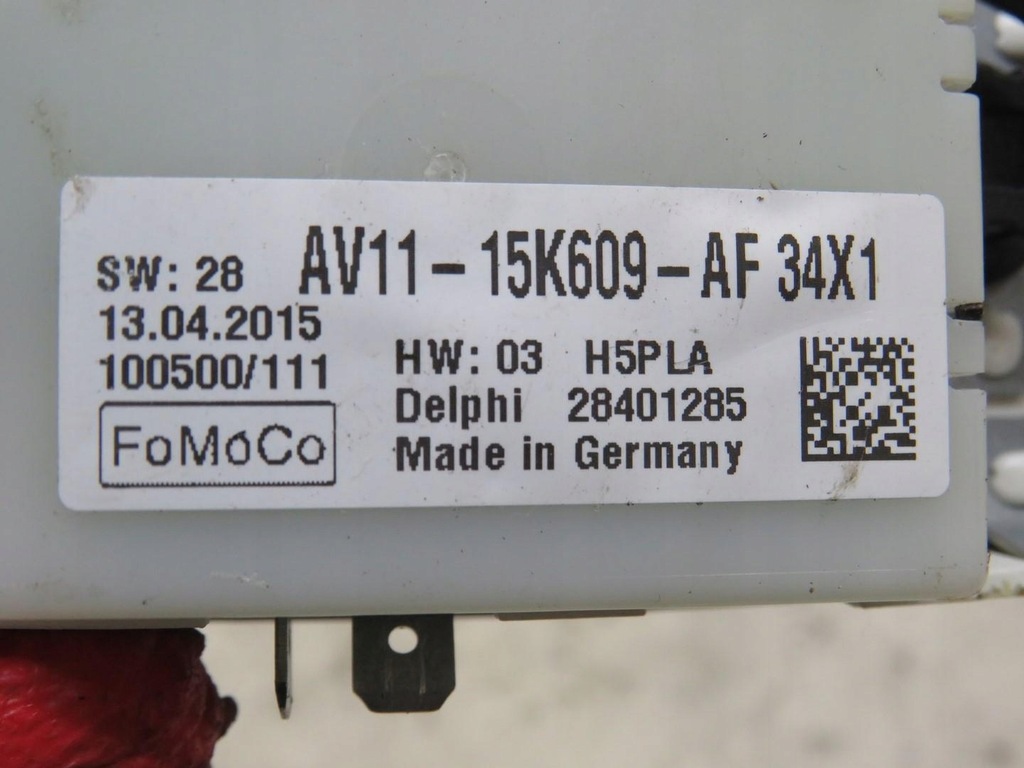 SW: 28 AV11-15K609-AF 34X1
13.04.2015
100500/111
FoMoCo
HW: 03 H5PLA
Delphi 28401285
Made in Germany